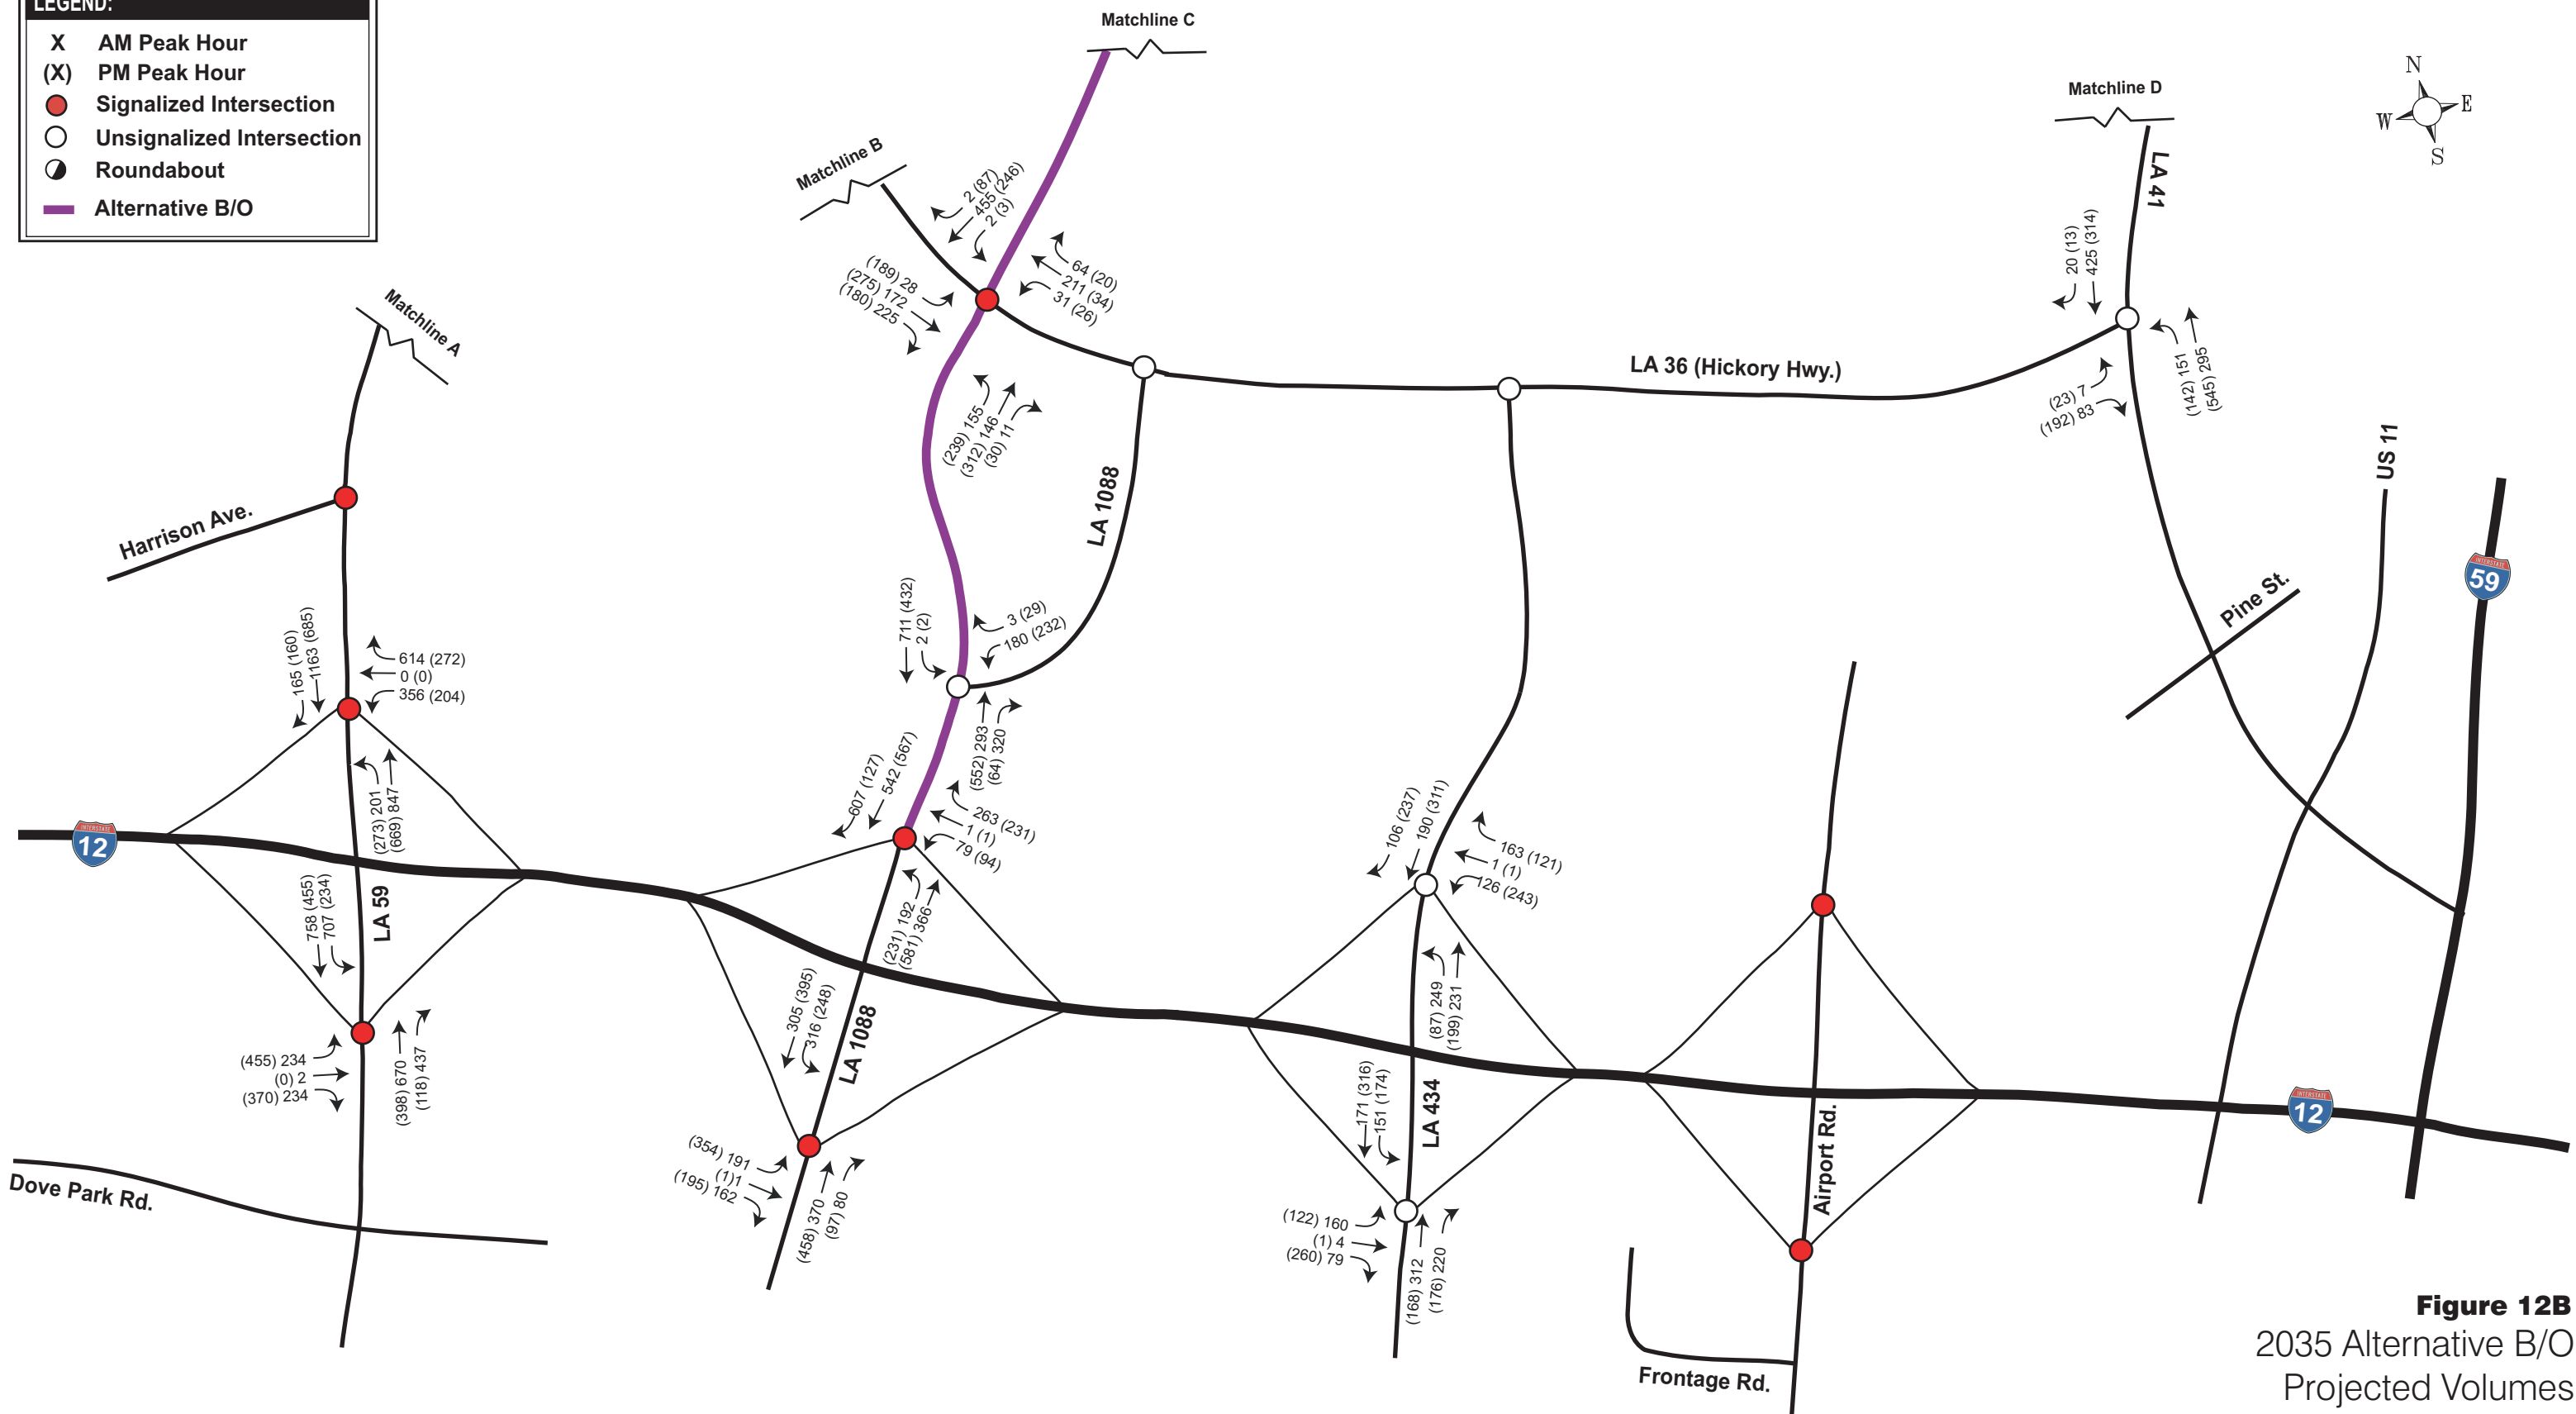 LEGEND:
X AM Peak Hour
(X) PM Peak Hour
Signalized Intersection
Unsignalized Intersection
Roundabout
Alternative B/O
Matchline C
Matchline B
Matchline D
N
W E
S
LA 41
2 (87)
455 (246)
2 (3)
64 (20)
211 (34)
31 (26)
(189) 28
(275) 172
(180) 225
(239) 155
(312) 146
(30) 11
20 (13)
425 (314)
(142) 151
(545) 295
(23) 7
(192) 83
LA 36 (Hickory Hwy.)
Matchline A
Harrison Ave.
LA 1088
US 11
INTERSTATE
59
Pine St.
165 (160)
1163 (685)
614 (272)
0 (0)
356 (204)
(273) 201
(669) 847
711 (432)
2 (2)
3 (29)
180 (232)
(552) 293
(64) 320
607 (127)
542 (567)
263 (231)
1 (1)
79 (94)
(231) 192
(581) 366
106 (237)
190 (311)
163 (121)
1 (1)
126 (243)
(87) 249
(199) 231
INTERSTATE
12
758 (455)
707 (234)
LA 59
(455) 234
(0) 2
(370) 234
(398) 670
(118) 437
305 (395)
316 (248)
LA 1088
(354) 191
(1)1
(195) 162
(458) 370
(97) 80
171 (316)
151 (174)
LA 434
(122) 160
(1) 4
(260) 79
(168) 312
(176) 220
Airport Rd.
INTERSTATE
12
Dove Park Rd.
Frontage Rd.
Figure 12B
2035 Alternative B/O
Projected Volumes